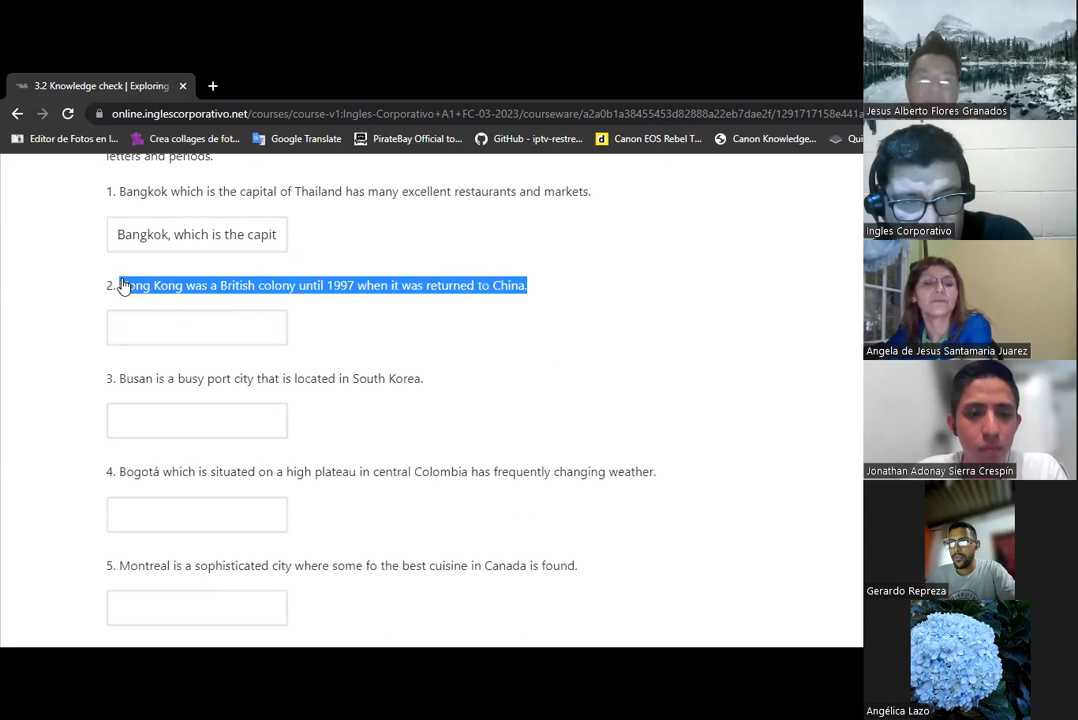 3.2 Knowledge check | Exploring
online.inglescorporativo.net/courses/course-v1:Ingles-Corporativo+A1+FC-03-2023/courseware/a2a0b1a38455453d82888a22eb7dae2f/1291717158e441a
Editor de Fotos en l... Crea collages de fot... Google Translate PirateBay Official to... GitHub - iptv-restre... Canon EOS Rebel T... Canon Knowledge... Qui
letters and periods.
1. Bangkok which is the capital of Thailand has many excellent restaurants and markets.
Bangkok, which is the capit
2. Hong Kong was a British colony until 1997 when it was returned to China.
3. Busan is a busy port city that is located in South Korea.
4. Bogotá which is situated on a high plateau in central Colombia has frequently changing weather.
5. Montreal is a sophisticated city where some fo the best cuisine in Canada is found.
Jesus Alberto Flores Granados
Ingles Corporativo
Angela de Jesus Santamaria Juarez
Jonathan Adonay Sierra Crespín
Gerardo Repreza
Angélica Lazo